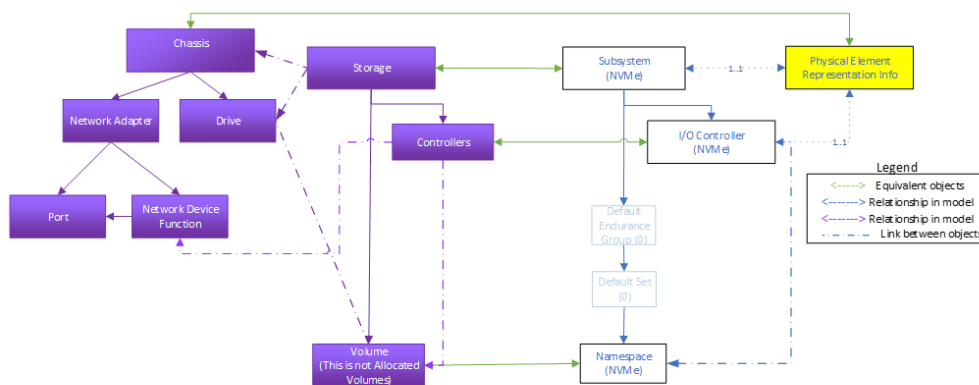 Chassis
Storage
Subsystem
(NVMe)
1..1
Physical Element
Representation Info
Network Adapter
Drive
Controllers
I/O Controller
(NVMe)
1..1
Legend
Equivalent objects
Relationship in model
Relationship in model
Link between objects
Port
Network Device
Function
Default
Endurance
Group (0)
Default Set
(0)
Volume
(This is not Allocated
Volumes)
Namespace
(NVMe)